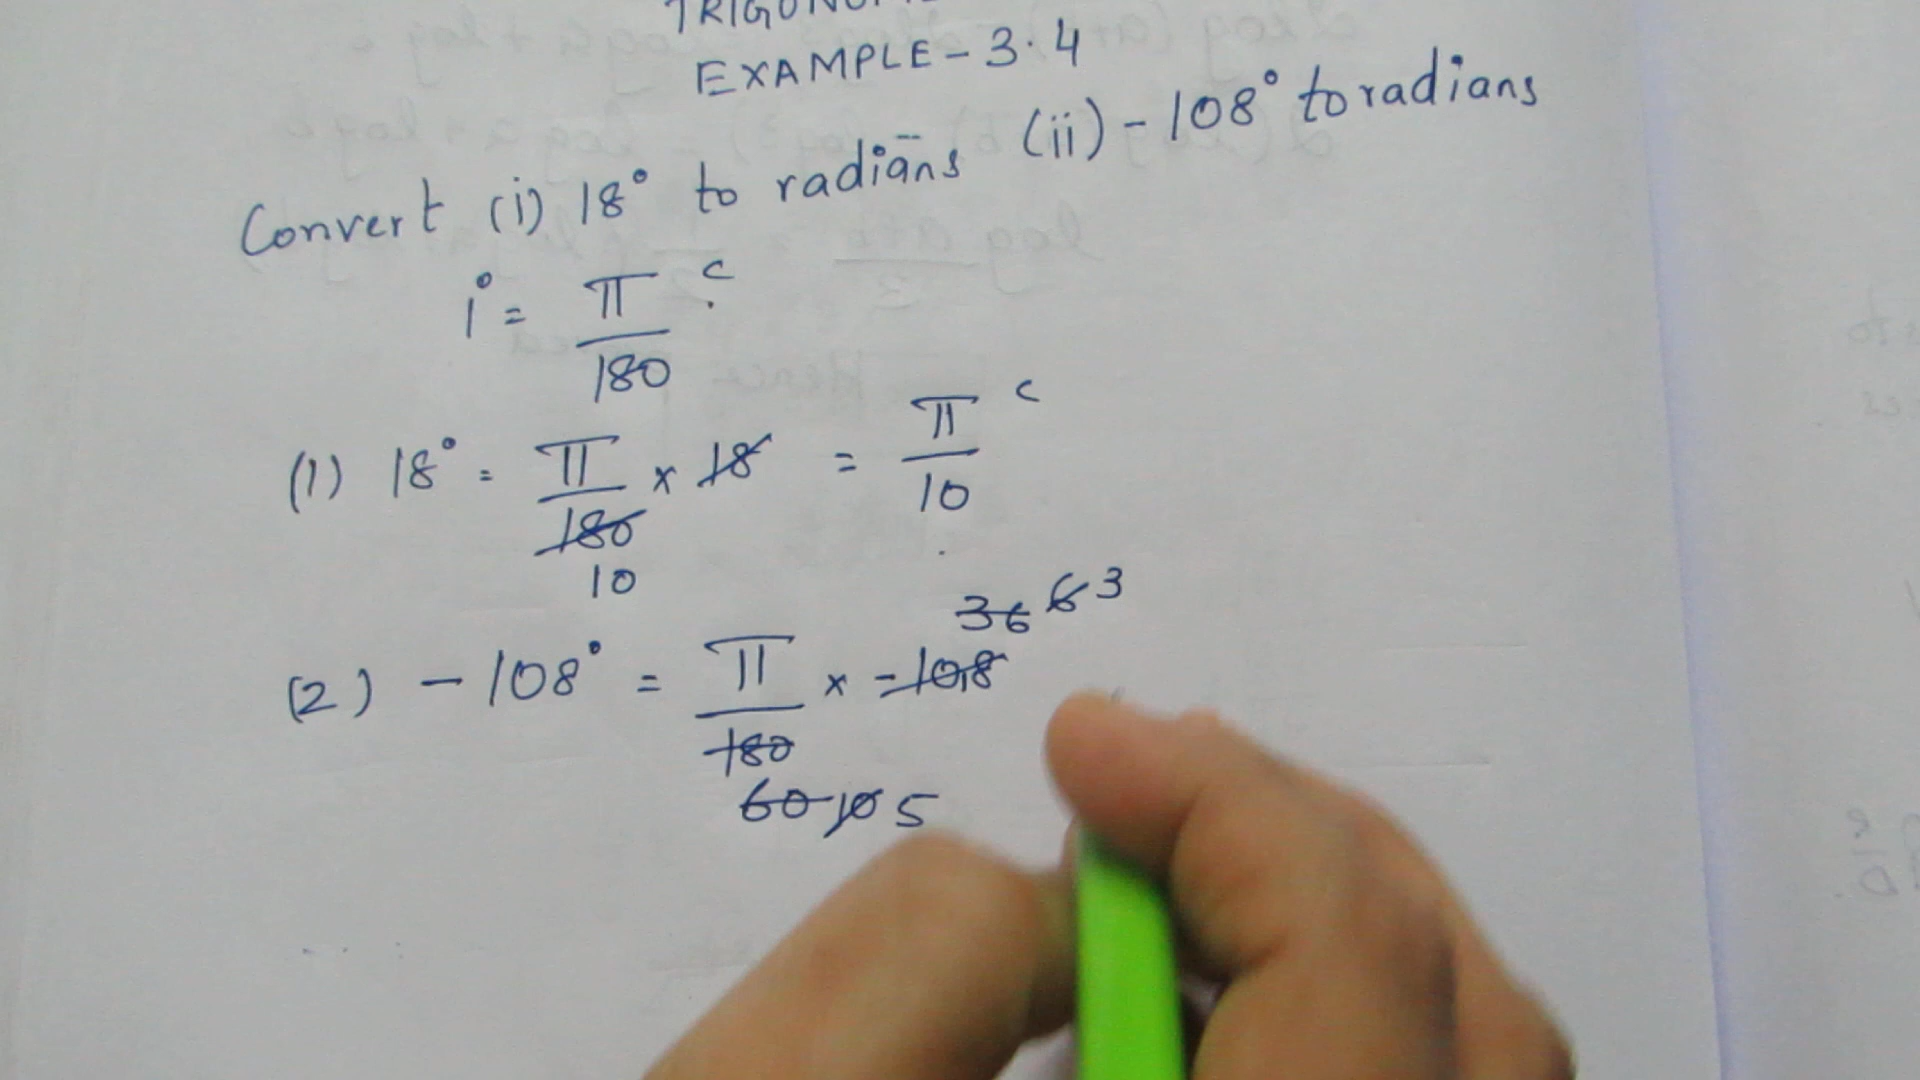 EXAMPLE - 3.4
Convert (i) 18° to radians (ii) - 108° to radians
1° = π/180 c
(1) 18° = π/180 × 18 = π/10 c
10
36 6 3
(2) - 108° = π/180 × -108
60 10 5